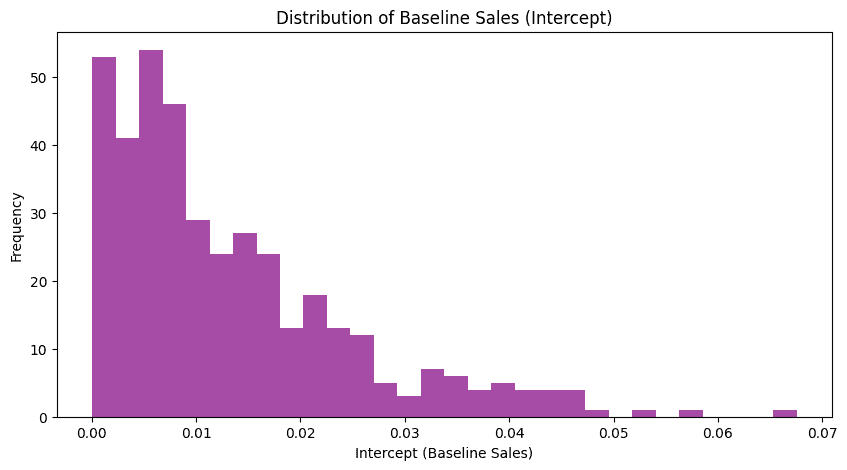 Distribution of Baseline Sales (Intercept)
Frequency
50
40
30
20
10
0
0.00 0.01 0.02 0.03 0.04 0.05 0.06 0.07
Intercept (Baseline Sales)